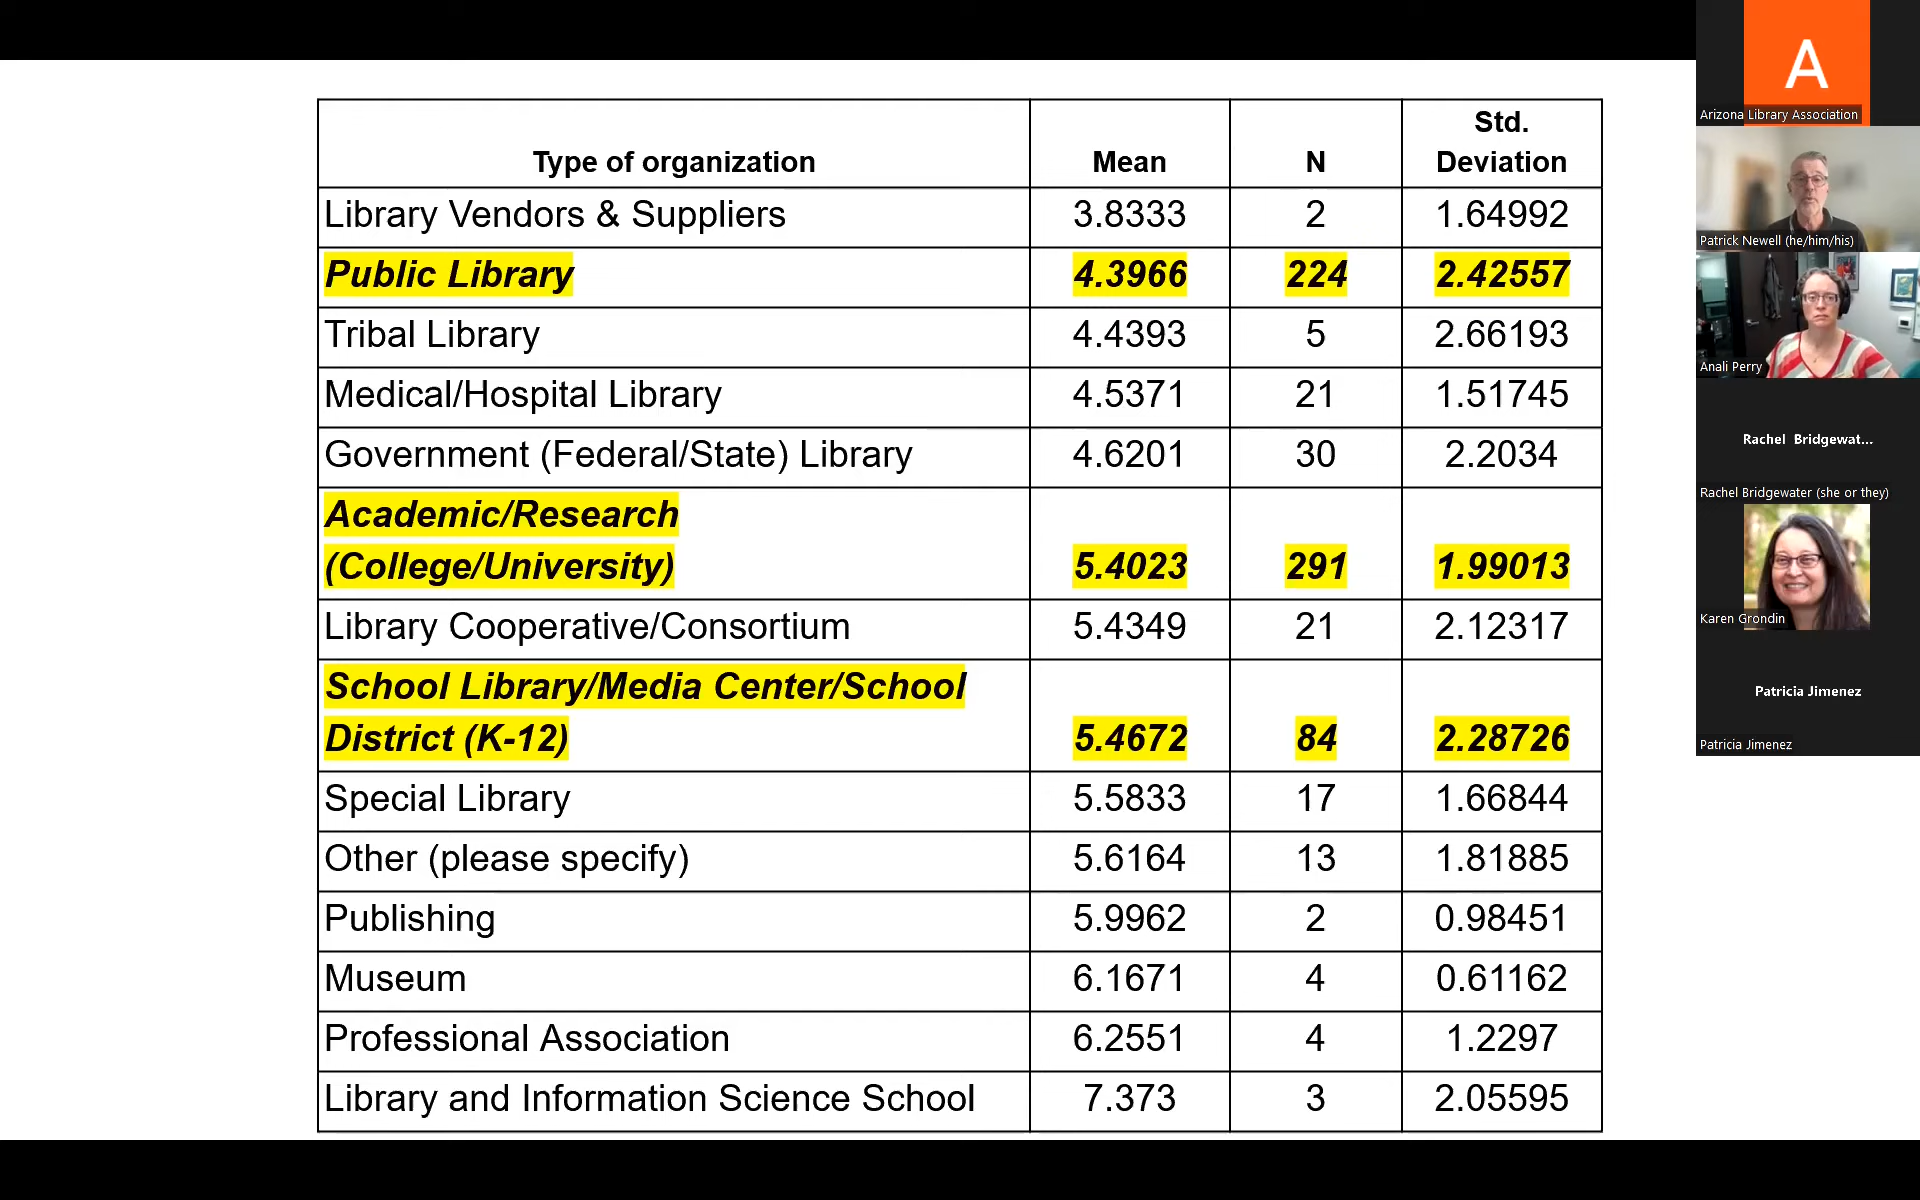 Type of organization Mean N Std. Deviation
Library Vendors & Suppliers 3.8333 2 1.64992
Public Library 4.3966 224 2.42557
Tribal Library 4.4393 5 2.66193
Medical/Hospital Library 4.5371 21 1.51745
Government (Federal/State) Library 4.6201 30 2.2034
Academic/Research
(College/University) 5.4023 291 1.99013
Library Cooperative/Consortium 5.4349 21 2.12317
School Library/Media Center/School
District (K-12) 5.4672 84 2.28726
Special Library 5.5833 17 1.66844
Other (please specify) 5.6164 13 1.81885
Publishing 5.9962 2 0.98451
Museum 6.1671 4 0.61162
Professional Association 6.2551 4 1.2297
Library and Information Science School 7.373 3 2.05595
A
Arizona Library Association
Patrick Newell (he/him/his)
Anali Perry
Rachel Bridgewat...
Rachel Bridgewater (she or they)
Karen Grondin
Patricia Jimenez
Patricia Jimenez